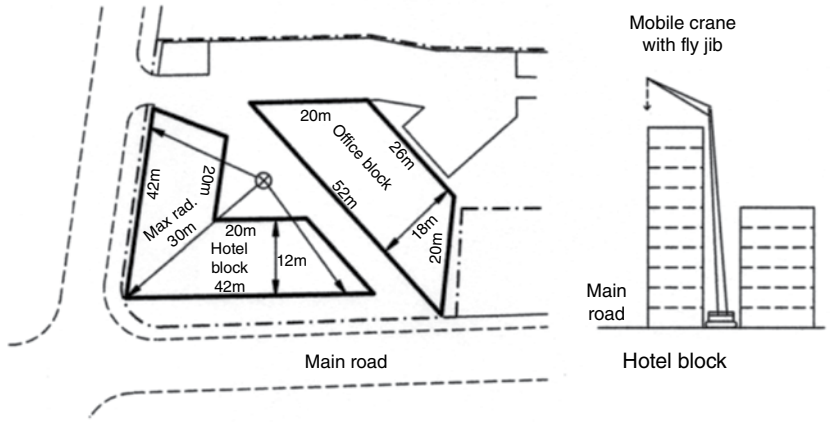 Mobile crane
with fly jib
20m
Office block
26m
52m
18m
20m
42m
20m
Max rad.
30m
20m
Hotel
block
42m
12m
Main
road
Main road
Hotel block